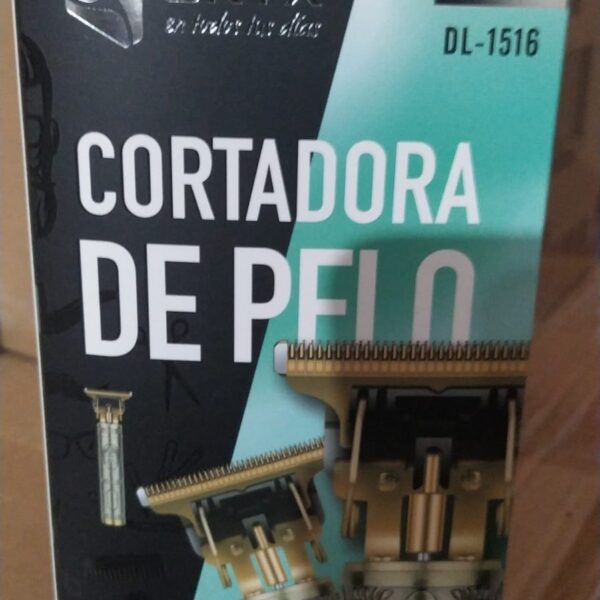 en todos tus días
DL-1516
CORTADORA
DE PELO